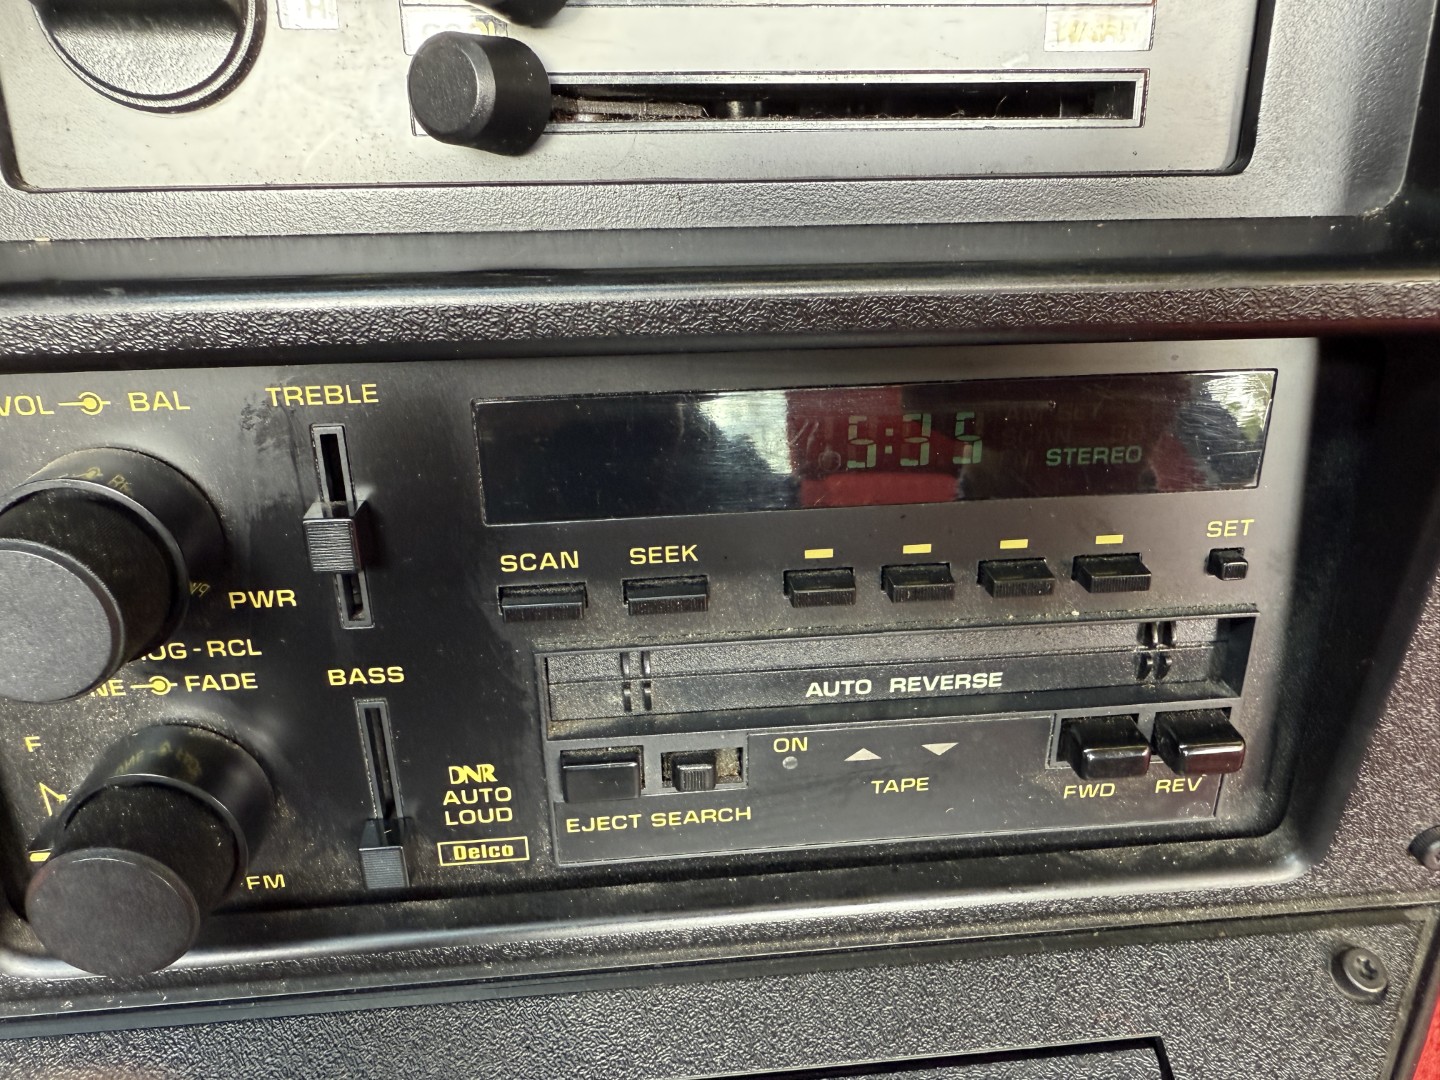 VOL BAL
TREBLE
5:35
STEREO
SCAN SEEK
SET
PWR
RCL
FADE
BASS
AUTO REVERSE
F
DNR
AUTO
LOUD
Delco
ON
TAPE
EJECT SEARCH
FWD REV
FM